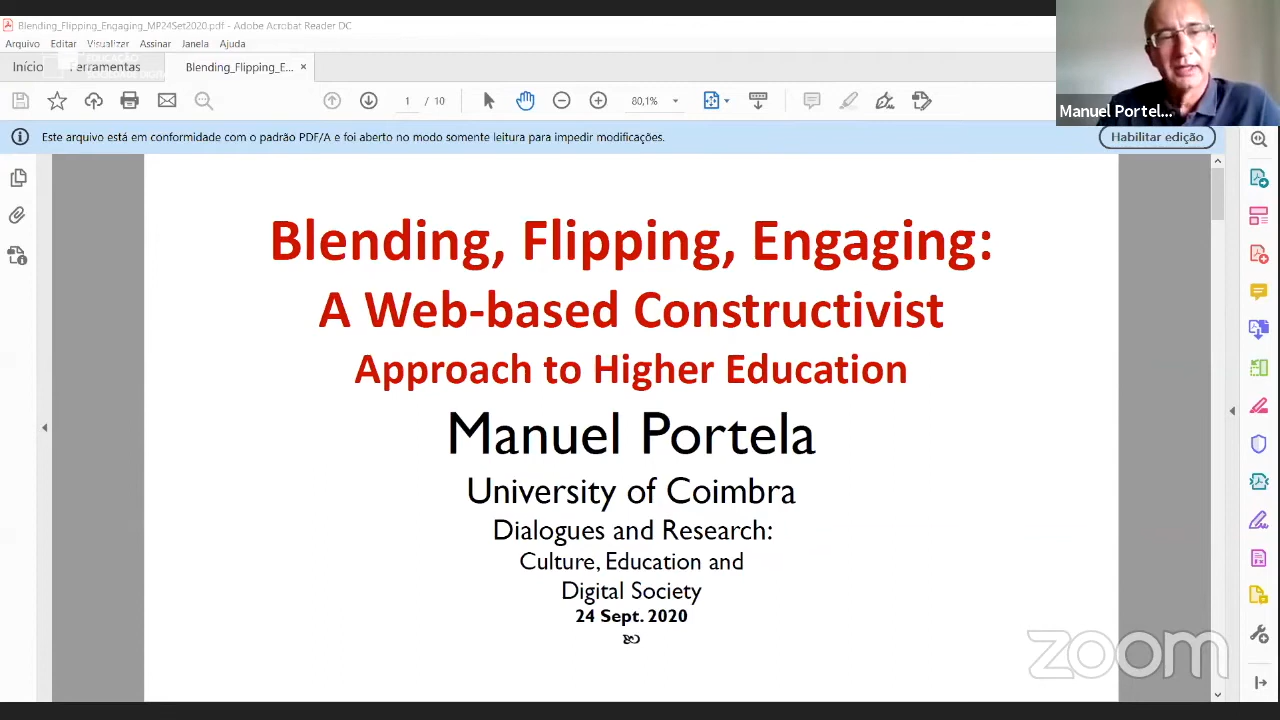 Blending_Flipping_Engaging_MP24Set2020.pdf - Adobe Acrobat Reader DC
Arquivo Editar Visualizar Assinar Janela Ajuda
Início Ferramentas Blending_Flipping_E... ×
1 / 10 80,1%
Manuel Portel...
Este arquivo está em conformidade com o padrão PDF/A e foi aberto no modo somente leitura para impedir modificações. Habilitar edição
Blending, Flipping, Engaging:
A Web-based Constructivist
Approach to Higher Education
Manuel Portela
University of Coimbra
Dialogues and Research:
Culture, Education and
Digital Society
24 Sept. 2020
zoom